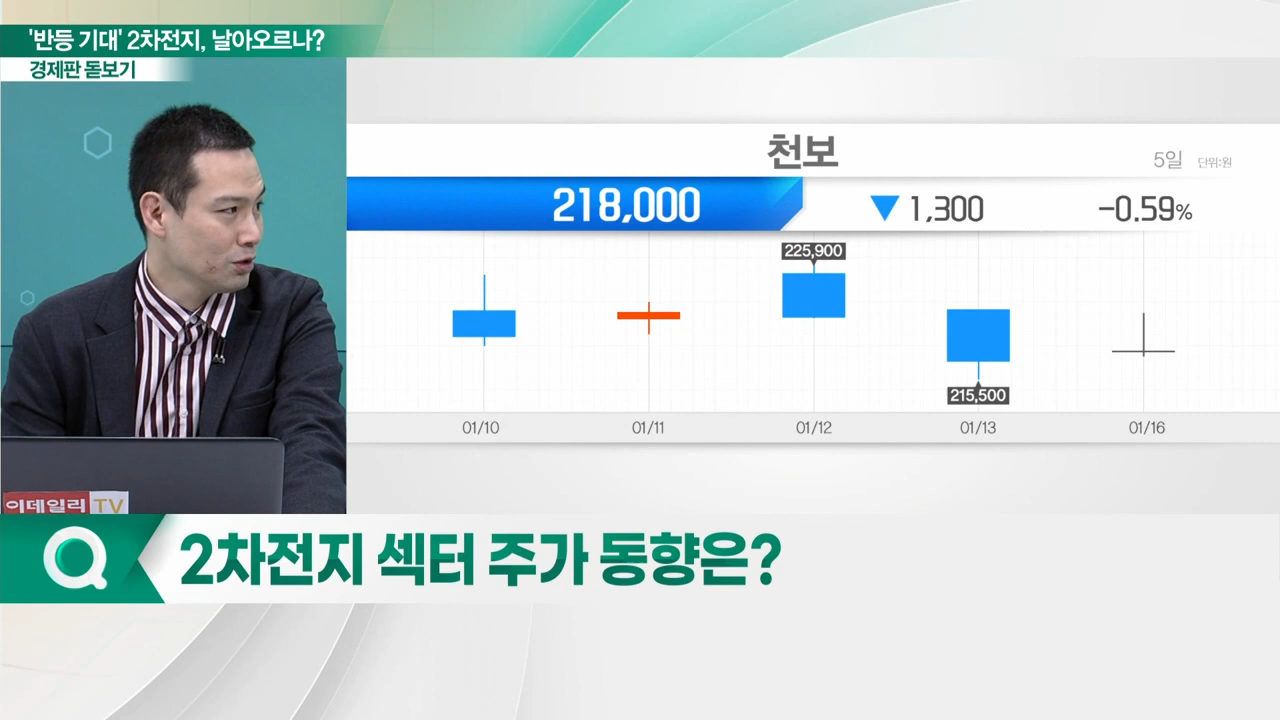 '반등 기대' 2차전지, 날아오르나?
경제판 돋보기
천보
5일 단위:원
218,000 ▼ 1,300 -0.59%
225,900
215,500
01/10 01/11 01/12 01/13 01/16
이데일리 TV
Q 2차전지 섹터 주가 동향은?